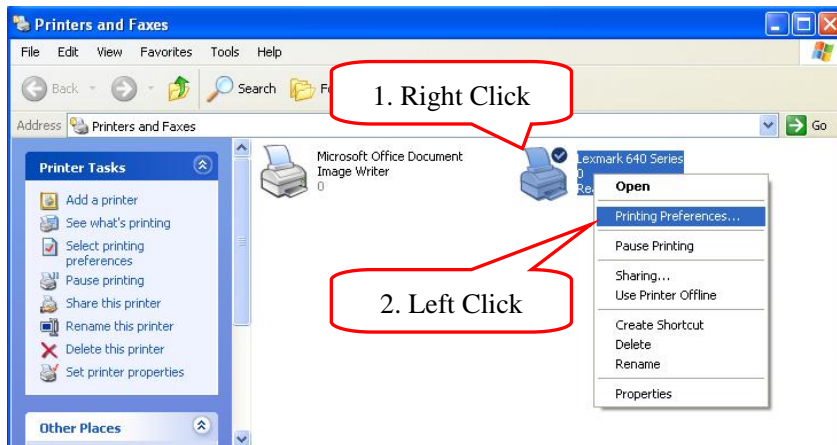 Printers and Faxes
File Edit View Favorites Tools Help
Back Search
1. Right Click
Address Printers and Faxes Go
Printer Tasks
Add a printer
See what's printing
Select printing
preferences
Pause printing
Share this printer
Rename this printer
Delete this printer
Set printer properties
Other Places
Microsoft Office Document
Image Writer
0
Lexmark 640 Series
0
2. Left Click
Open
Printing Preferences...
Pause Printing
Sharing...
Use Printer Offline
Create Shortcut
Delete
Rename
Properties